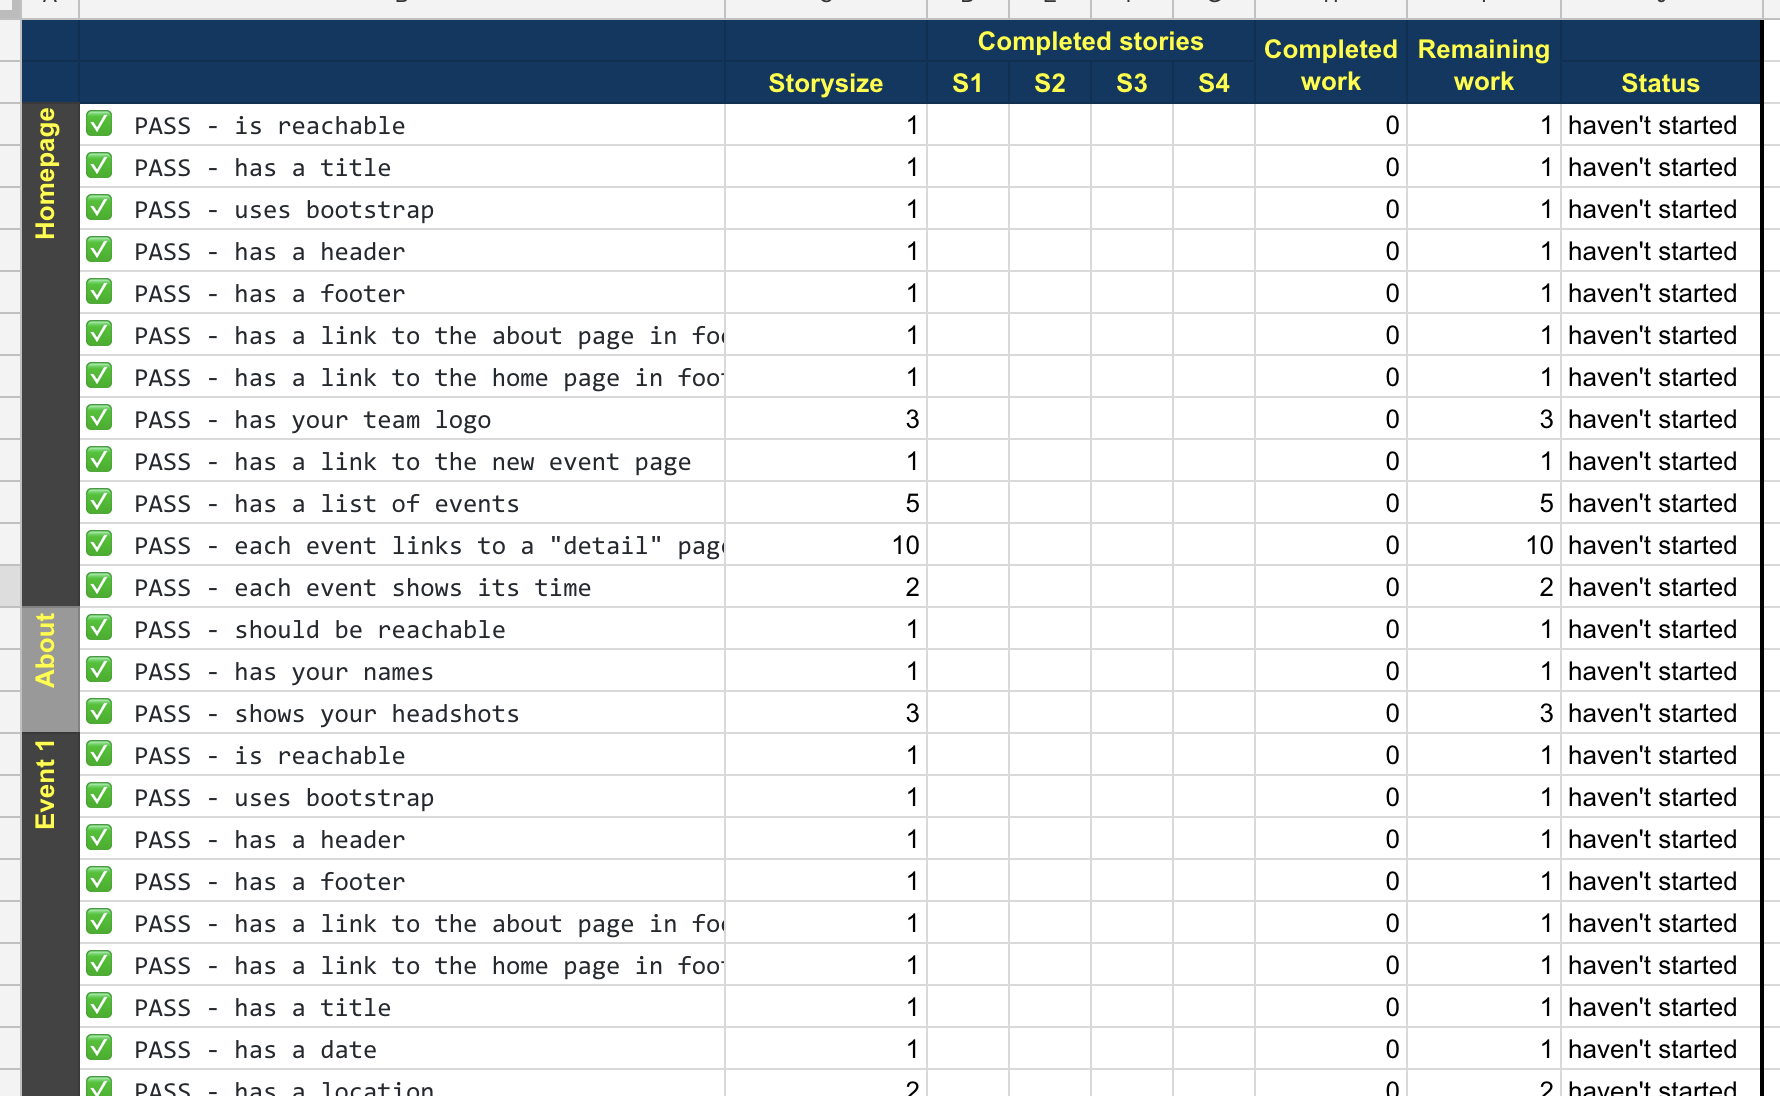 Completed stories
Completed work
Remaining work
Storysize S1 S2 S3 S4 Status
Homepage
PASS - is reachable 1 0 1 haven't started
PASS - has a title 1 0 1 haven't started
PASS - uses bootstrap 1 0 1 haven't started
PASS - has a header 1 0 1 haven't started
PASS - has a footer 1 0 1 haven't started
PASS - has a link to the about page in foo 1 0 1 haven't started
PASS - has a link to the home page in foot 1 0 1 haven't started
PASS - has your team logo 3 0 3 haven't started
PASS - has a link to the new event page 1 0 1 haven't started
PASS - has a list of events 5 0 5 haven't started
PASS - each event links to a "detail" page 10 0 10 haven't started
PASS - each event shows its time 2 0 2 haven't started
About
PASS - should be reachable 1 0 1 haven't started
PASS - has your names 1 0 1 haven't started
PASS - shows your headshots 3 0 3 haven't started
Event 1
PASS - is reachable 1 0 1 haven't started
PASS - uses bootstrap 1 0 1 haven't started
PASS - has a header 1 0 1 haven't started
PASS - has a footer 1 0 1 haven't started
PASS - has a link to the about page in foo 1 0 1 haven't started
PASS - has a link to the home page in foot 1 0 1 haven't started
PASS - has a title 1 0 1 haven't started
PASS - has a date 1 0 1 haven't started
PASS - has a location 2 0 2 haven't started